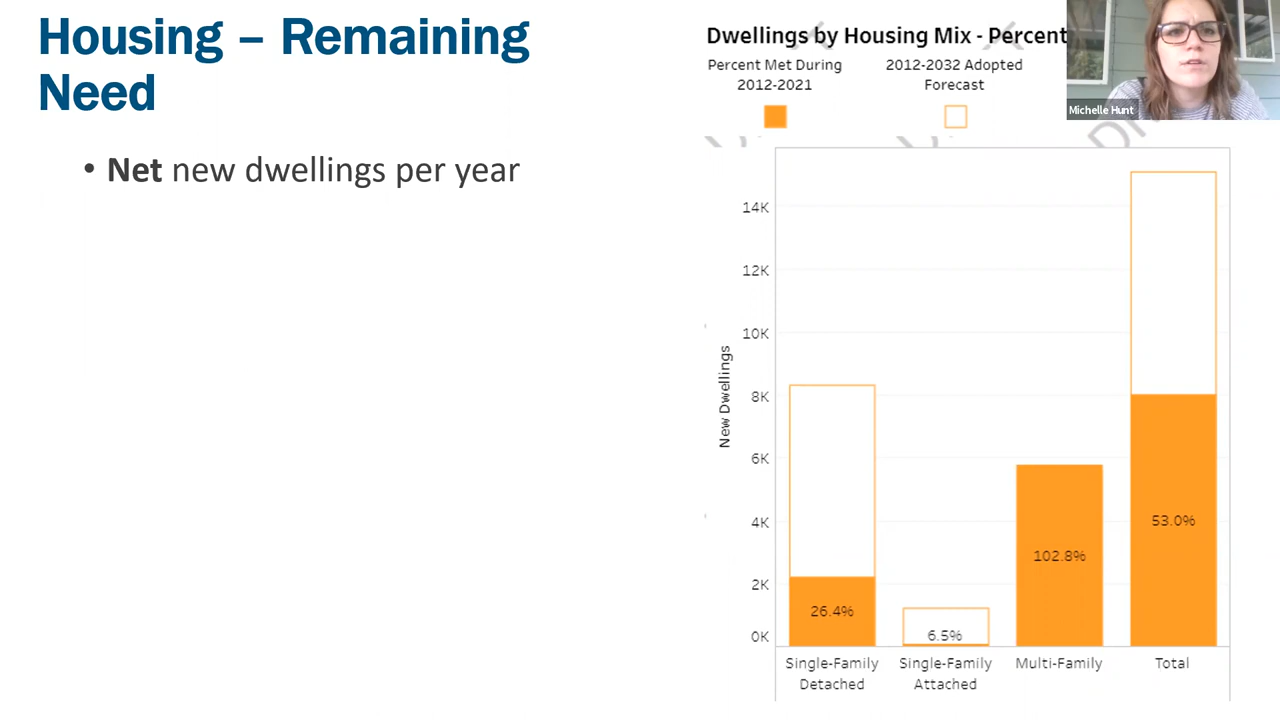 Housing – Remaining
Need
• Net new dwellings per year
Dwellings by Housing Mix - Percent
Percent Met During
2012-2021
2012-2032 Adopted
Forecast
Michelle Hunt
New Dwellings
14K
12K
10K
8K
6K
4K
2K
0K
26.4%
6.5%
102.8%
53.0%
Single-Family
Detached
Single-Family
Attached
Multi-Family
Total